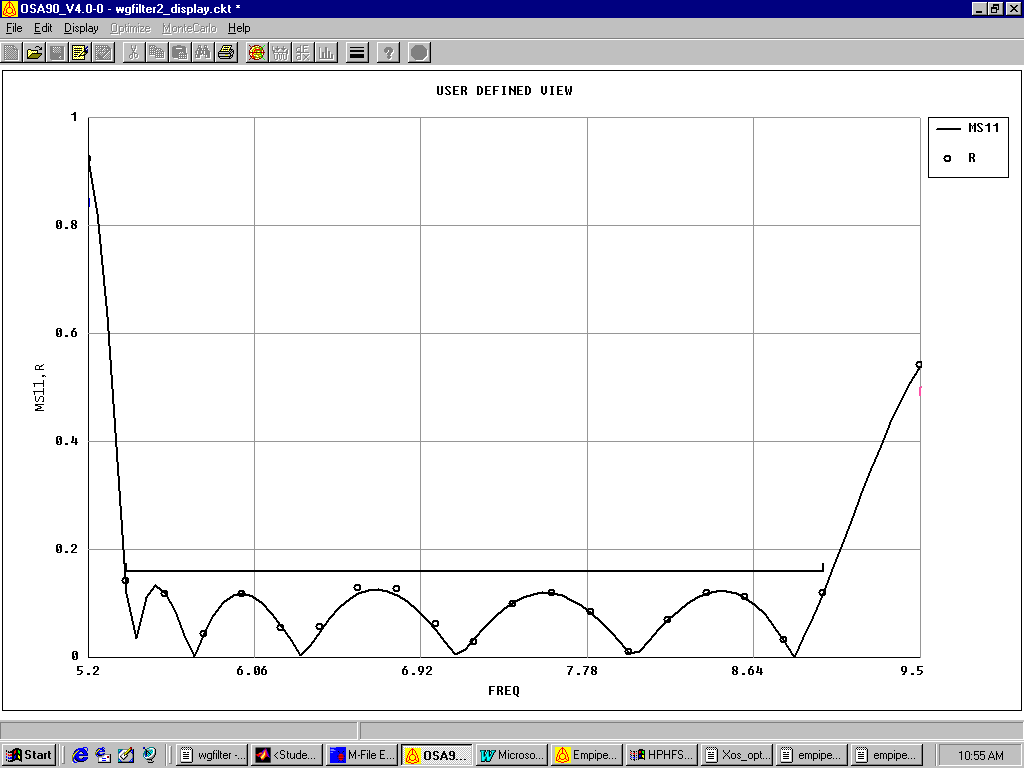 OSA90_V4.0-0 - wgfilter2_display.ckt *
File Edit Display Optimize MonteCarlo Help
USER DEFINED VIEW
1
MS11
R
0.8
0.6
MS11,R
0.4
0.2
0
5.2 6.06 6.92 7.78 8.64 9.5
FREQ
Start wgfilter -... <Stude... M-File E... OSA9... Microso... Empipe... HPHFS... Xos_opt... empipe... empipe... 10:55 AM